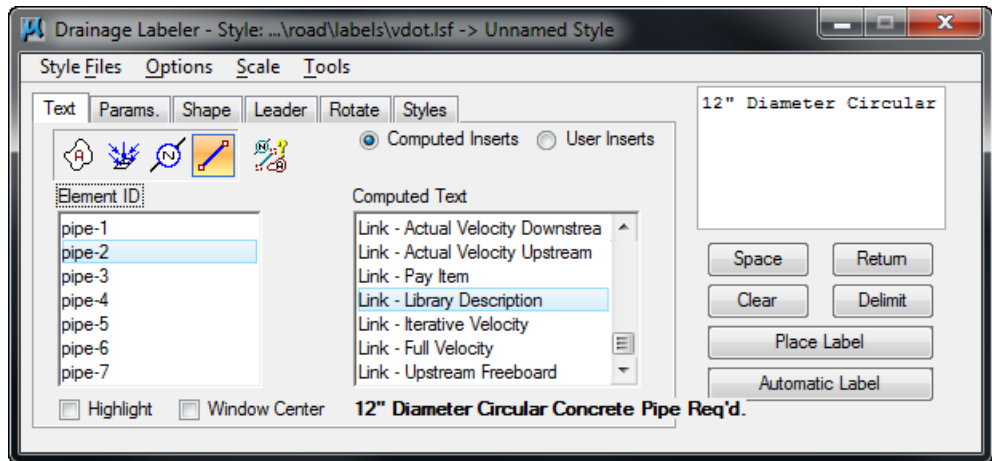 Drainage Labeler - Style: ...\road\labels\vdot.lsf -> Unnamed Style
Style Files Options Scale Tools
Text Params. Shape Leader Rotate Styles
Computed Inserts User Inserts
Element ID
pipe-1
pipe-2
pipe-3
pipe-4
pipe-5
pipe-6
pipe-7
Computed Text
Link - Actual Velocity Downstrea
Link - Actual Velocity Upstream
Link - Pay Item
Link - Library Description
Link - Iterative Velocity
Link - Full Velocity
Link - Upstream Freeboard
Highlight Window Center 12" Diameter Circular Concrete Pipe Req'd.
12" Diameter Circular
Space Return
Clear Delimit
Place Label
Automatic Label